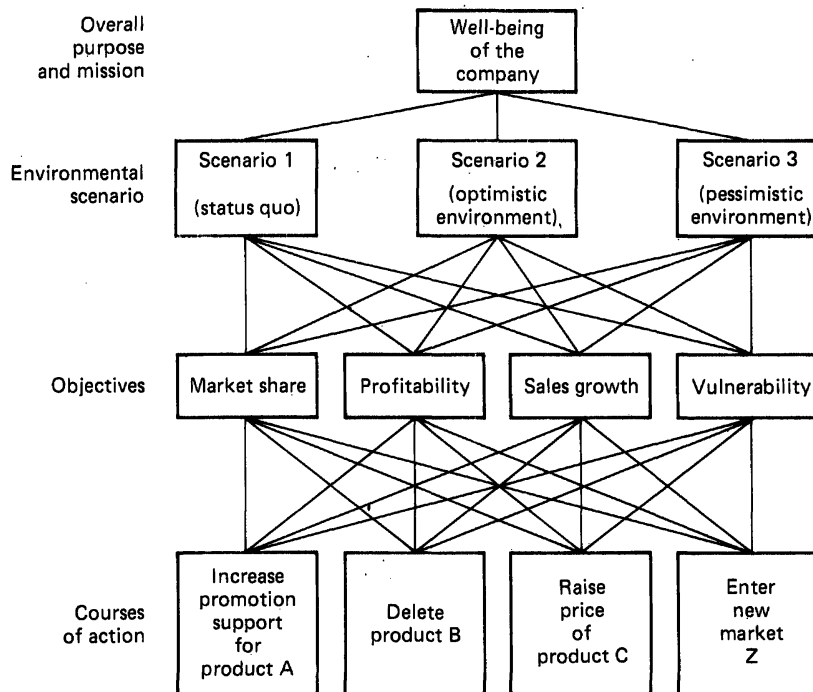 Overall
purpose
and mission
Well-being
of the
company
Environmental
scenario
Scenario 1
(status quo)
Scenario 2
(optimistic
environment)
Scenario 3
(pessimistic
environment)
Objectives
Market share
Profitability
Sales growth
Vulnerability
Courses
of action
Increase
promotion
support
for
product A
Delete
product B
Raise
price
of
product C
Enter
new
market
Z